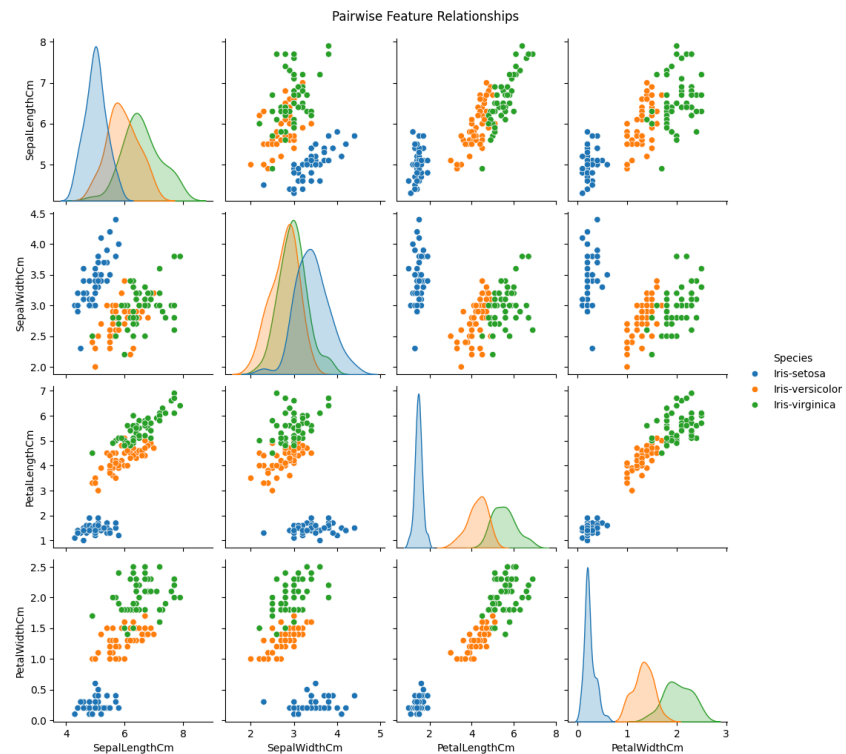 Pairwise Feature Relationships
SepalLengthCm
8
7
6
5
SepalWidthCm
4.5
4.0
3.5
3.0
2.5
2.0
Species
Iris-setosa
Iris-versicolor
Iris-virginica
PetalLengthCm
7
6
5
4
3
2
1
PetalWidthCm
2.5
2.0
1.5
1.0
0.5
0.0
4 6 8
2 3 4 5
0 2 4 6 8
0 1 2 3
SepalLengthCm
SepalWidthCm
PetalLengthCm
PetalWidthCm